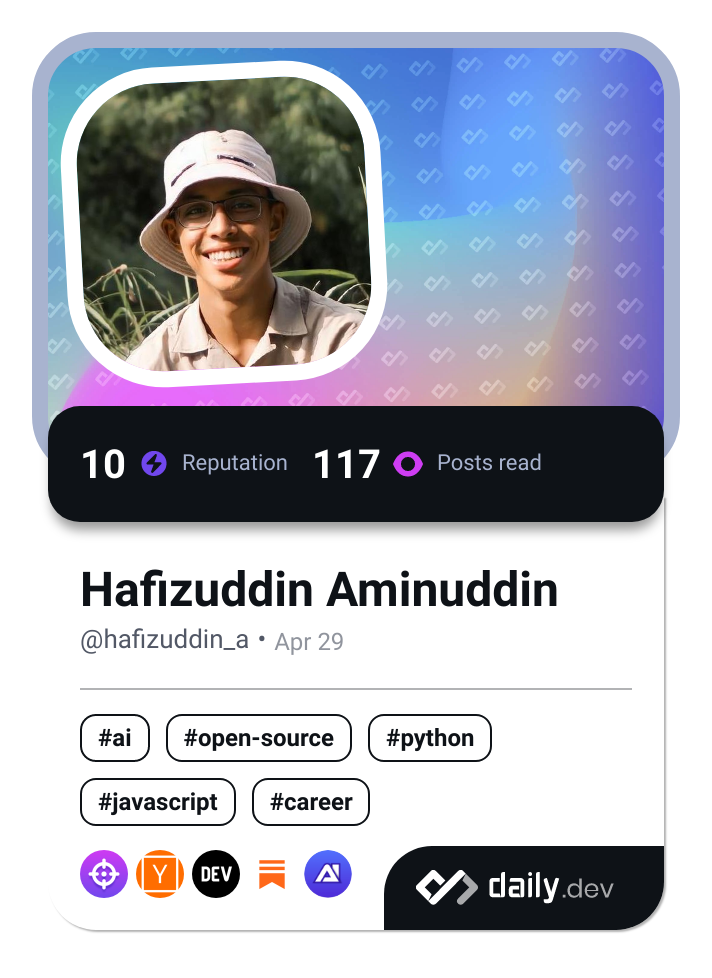 10 Reputation 117 Posts read
Hafizuddin Aminuddin
@hafizuddin_a • Apr 29
#ai #open-source #python
#javascript #career
Y DEV
daily.dev